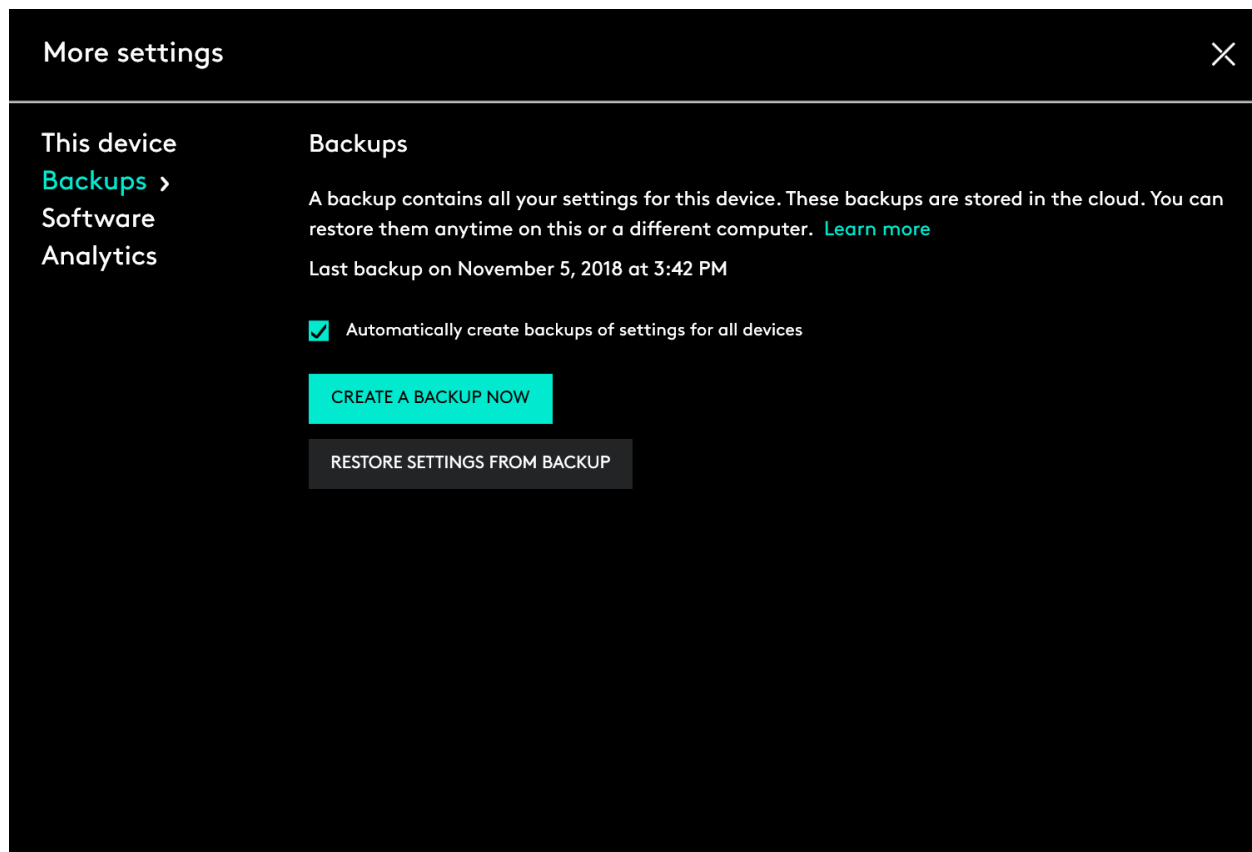 More settings
This device
Backups
Software
Analytics
Backups
A backup contains all your settings for this device. These backups are stored in the cloud. You can
restore them anytime on this or a different computer. Learn more
Last backup on November 5, 2018 at 3:42 PM
Automatically create backups of settings for all devices
CREATE A BACKUP NOW
RESTORE SETTINGS FROM BACKUP